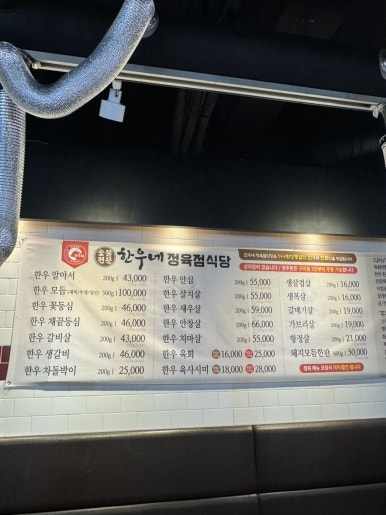 숯불전문 한우네 정육점식당
한우 알아서 200g 43,000
한우 모듬 500g 100,000
한우 꽃등심 200g 46,000
한우 채끝등심 200g 46,000
한우 갈비살 200g 43,000
한우 생갈비 200g 46,000
한우 차돌박이 200g 25,000
한우 안심 200g 55,000
한우 살치살 200g 55,000
한우 새우살 200g 59,000
한우 안창살 200g 66,000
한우 치마살 200g 55,000
한우 육회 16,000 25,000
한우 육사시미 18,000 28,000
생삼겹살 200g 16,000
생목살 200g 16,000
갈매기살 200g 19,000
가브리살 200g 19,000
항정살 200g 21,000
돼지모듬한판 600g 50,000